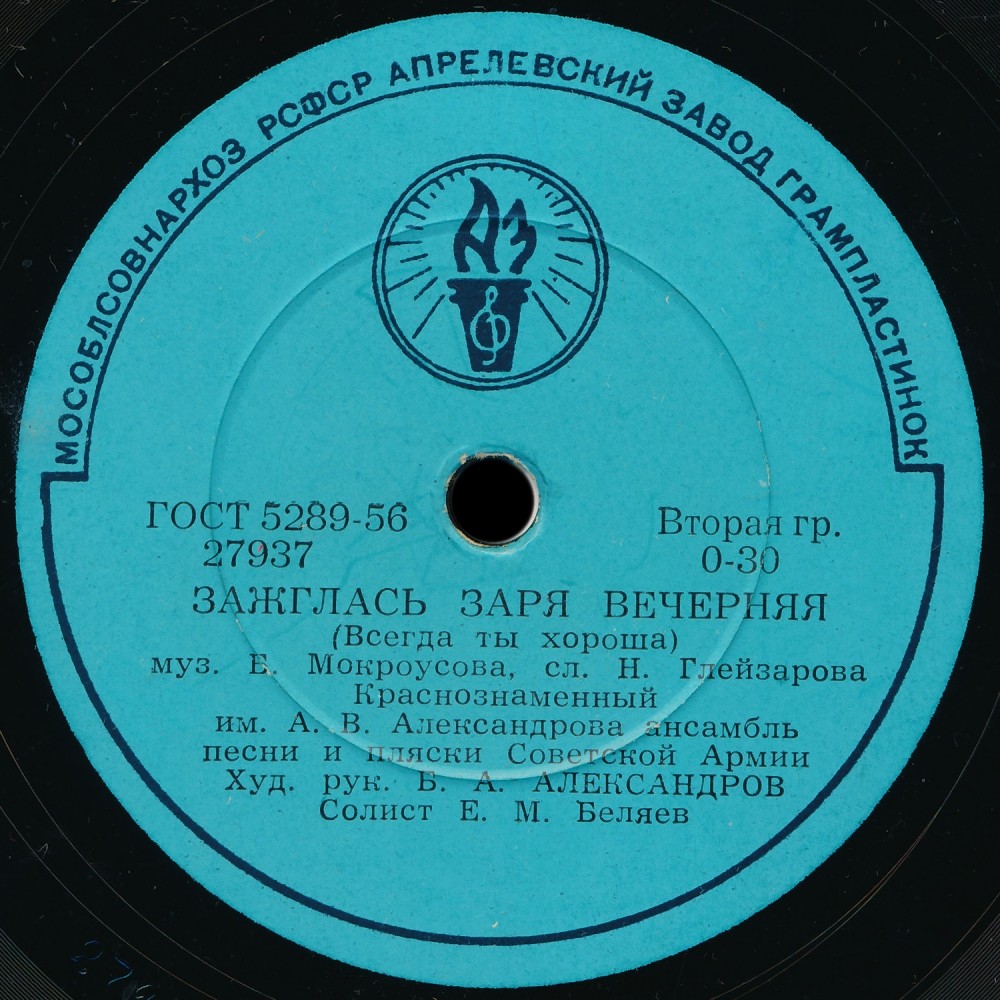 МОСОБЛСОВНАРХОЗ РСФСР АПРЕЛЕВСКИЙ ЗАВОД ГРАМПЛАСТИНОК
АЗ
ГОСТ 5289-56
27937
Вторая гр.
0-30
ЗАЖГЛАСЬ ЗАРЯ ВЕЧЕРНЯЯ
(Всегда ты хороша)
муз. Б. Мокроусова, сл. Н. Глейзарова
Краснознаменный
им. А. В. Александрова ансамбль
песни и пляски Советской Армии
Худ. рук. Б. А. АЛЕКСАНДРОВ
Солист Е. М. Беляев